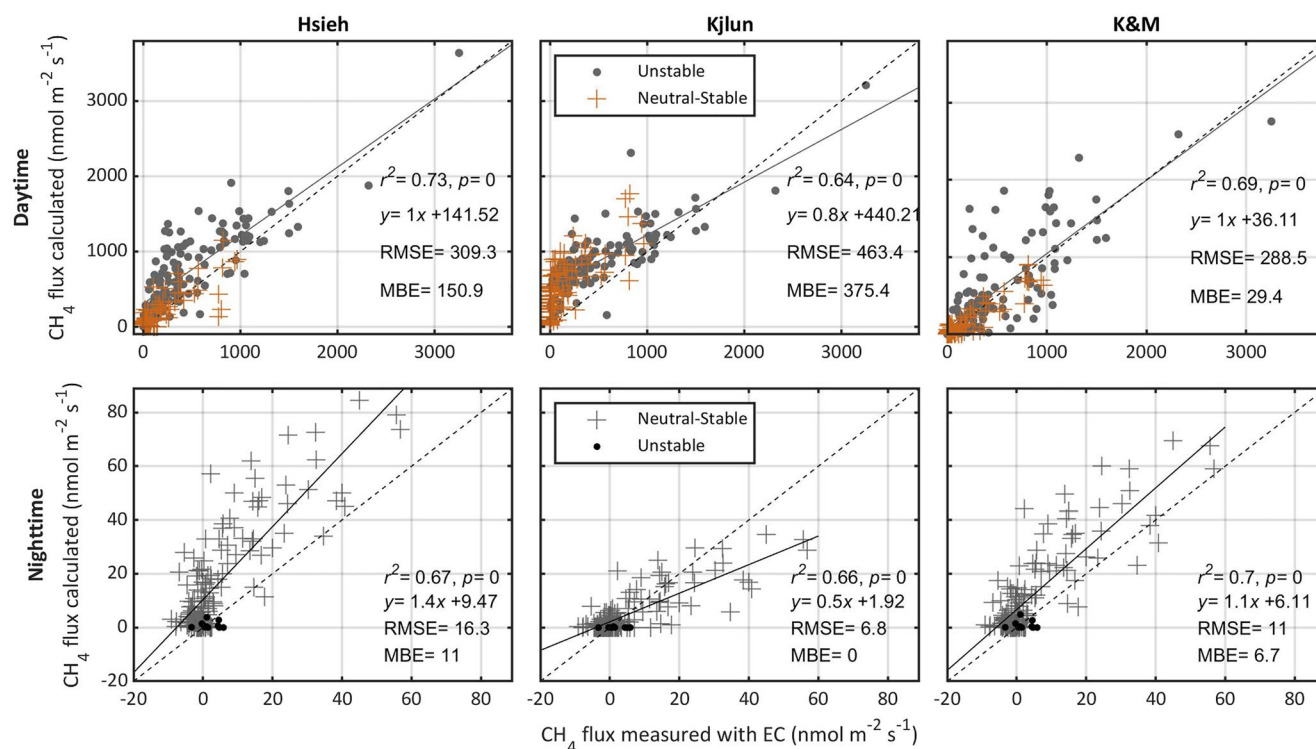 Hsieh
Kjlun
K&M
Daytime
CH4 flux calculated (nmol m-2 s-1)
3000
2000
1000
0
r2= 0.73, p= 0
y= 1x +141.52
RMSE= 309.3
MBE= 150.9
0 1000 2000 3000
Unstable
Neutral-Stable
r2= 0.64, p= 0
y= 0.8x +440.21
RMSE= 463.4
MBE= 375.4
0 1000 2000 3000
r2= 0.69, p= 0
y= 1x +36.11
RMSE= 288.5
MBE= 29.4
0 1000 2000 3000
Nighttime
CH4 flux calculated (nmol m-2 s-1)
80
60
40
20
0
-20
r2= 0.67, p= 0
y= 1.4x +9.47
RMSE= 16.3
MBE= 11
0 20 40 60 80
Neutral-Stable
Unstable
r2= 0.66, p= 0
y= 0.5x +1.92
RMSE= 6.8
MBE= 0
-20 0 20 40 60 80
r2= 0.7, p= 0
y= 1.1x +6.11
RMSE= 11
MBE= 6.7
-20 0 20 40 60 80
CH4 flux measured with EC (nmol m-2 s-1)